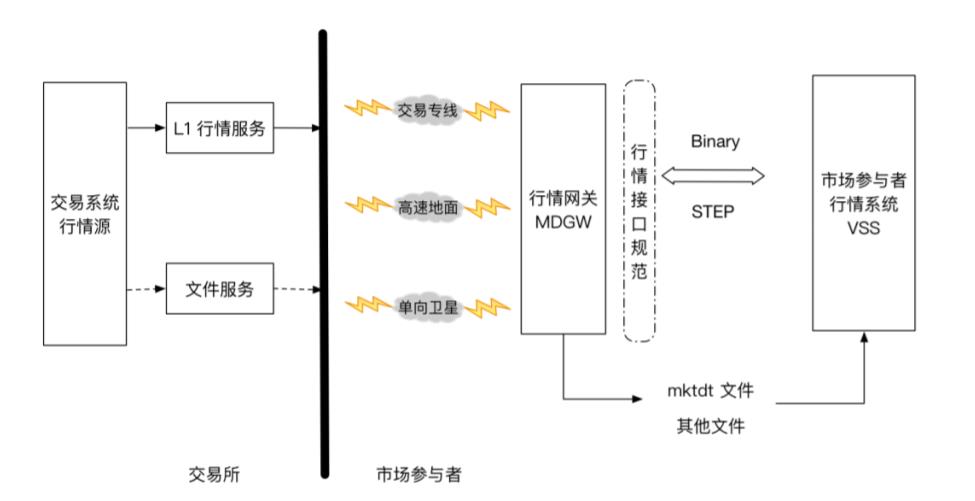 交易系统
行情源
L1 行情服务
文件服务
交易专线
高速地面
单向卫星
行情网关
MDGW
行情接口规范
Binary
STEP
市场参与者
行情系统
VSS
mktdt 文件
其他文件
交易所
市场参与者